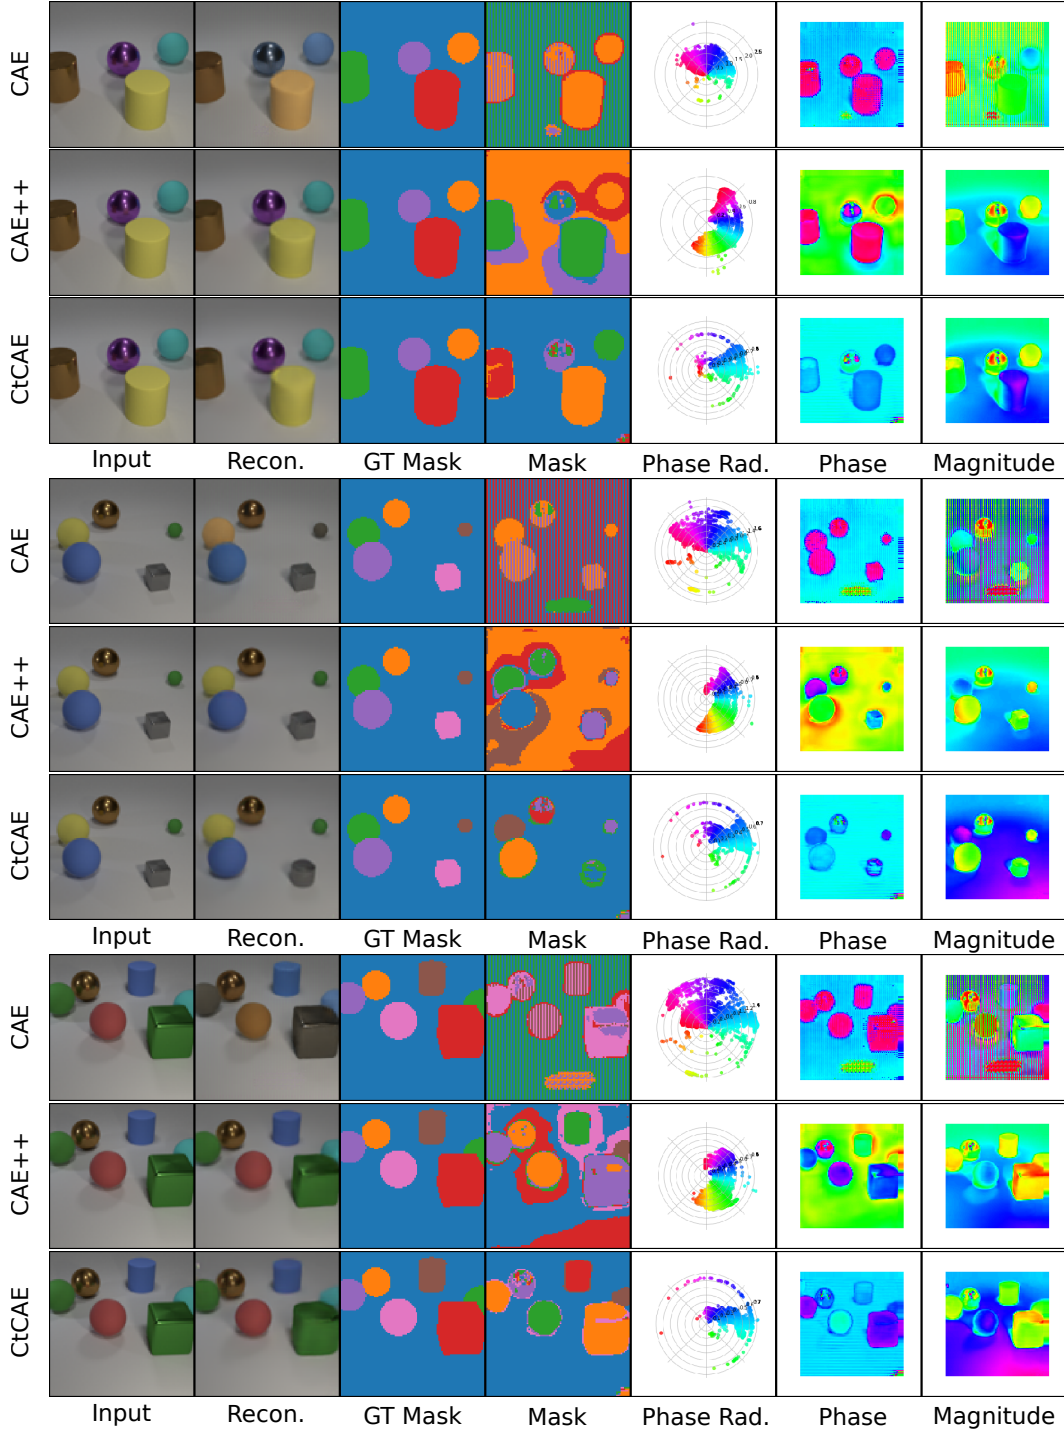 CAE
CAE++
CtCAE
Input Recon. GT Mask Mask Phase Rad. Phase Magnitude
CAE
CAE++
CtCAE
Input Recon. GT Mask Mask Phase Rad. Phase Magnitude
CAE
CAE++
CtCAE
Input Recon. GT Mask Mask Phase Rad. Phase Magnitude